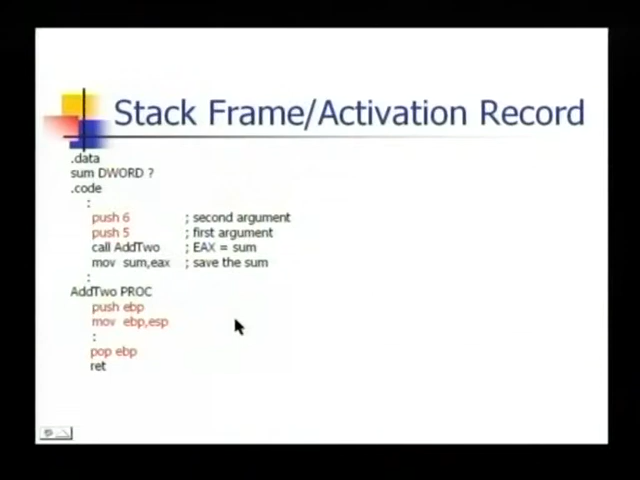 Stack Frame/Activation Record
.data
sum DWORD ?
.code
:
push 6 ; second argument
push 5 ; first argument
call AddTwo ; EAX = sum
mov sum,eax ; save the sum
:
AddTwo PROC
push ebp
mov ebp,esp
:
pop ebp
ret